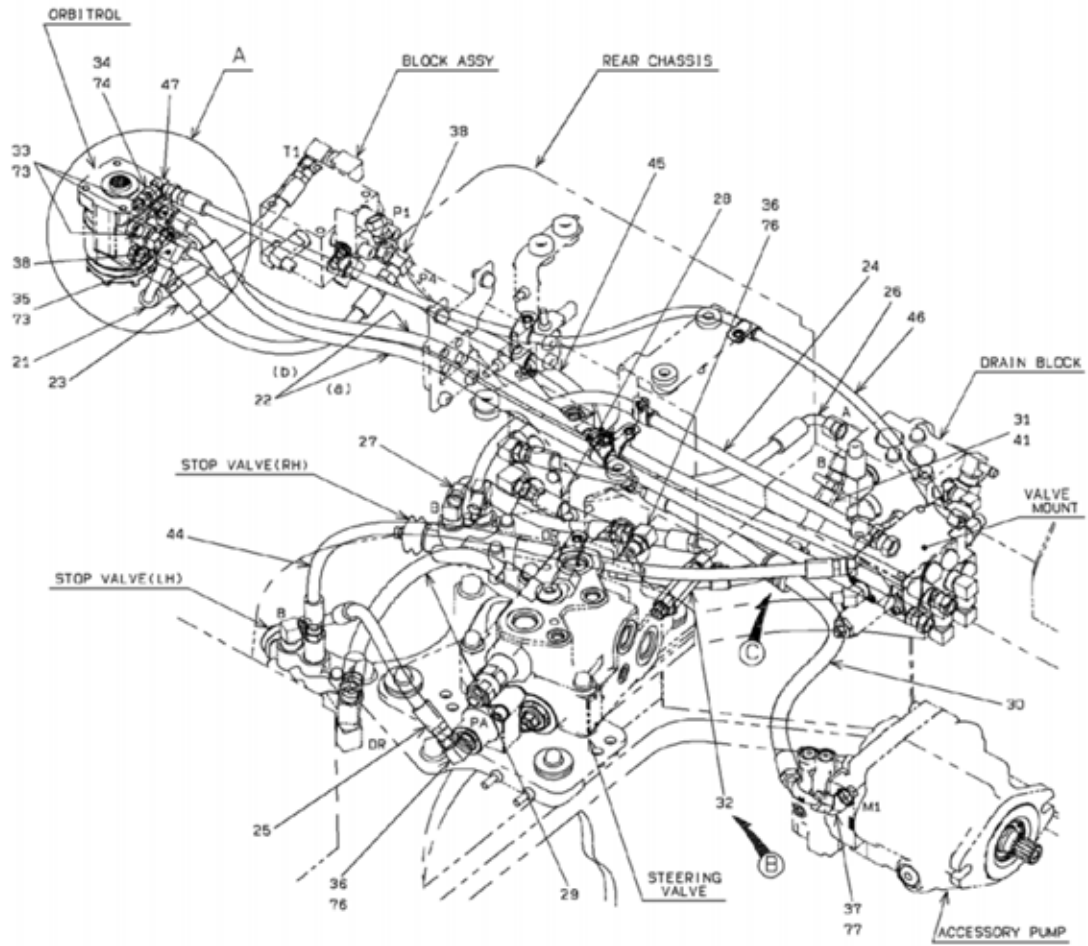 ORBITROL
A
BLOCK ASSY
REAR CHASSIS
34
74
47
38
T1
P1
45
28
36
76
33
73
38
35
73
PA
24
26
46
21
23
(b)
22
(a)
DRAIN BLOCK
A
31
41
B
STOP VALVE(RH)
27
B
VALVE
MOUNT
44
STOP VALVE(LH)
B
C
30
PA
DR
M1
25
32
B
36
76
29
STEERING
VALVE
37
77
ACCESSORY PUMP